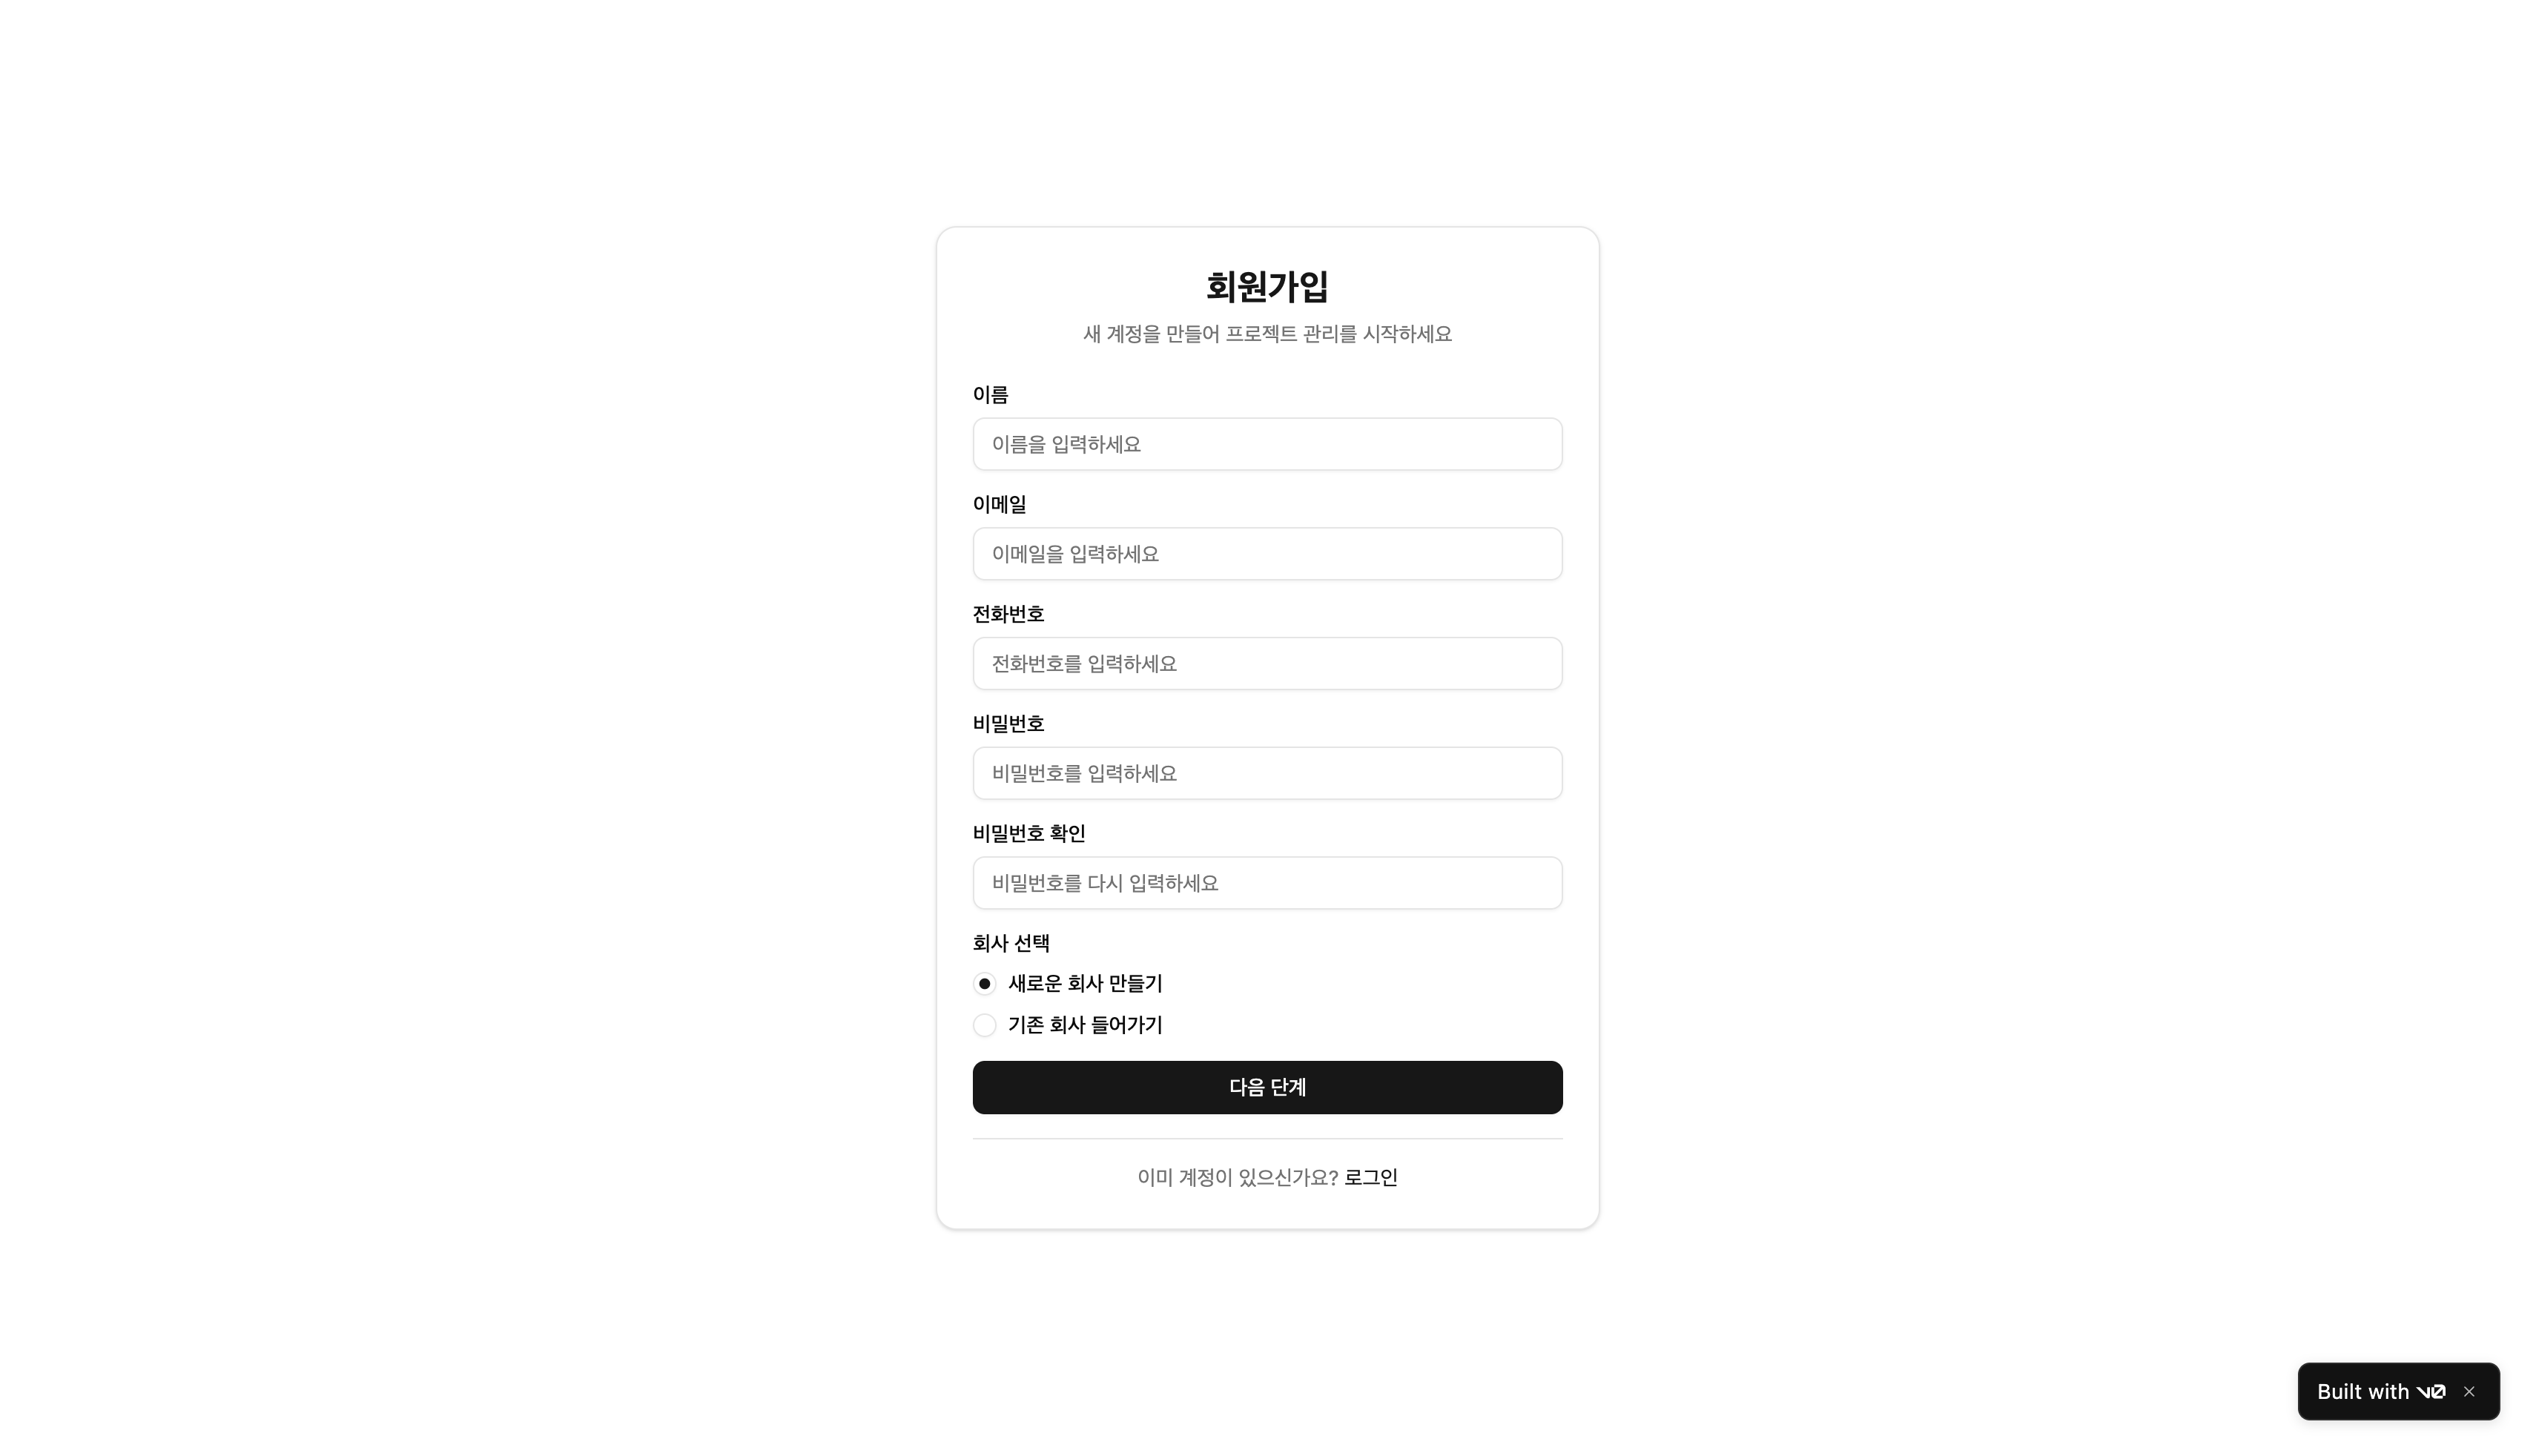 회원가입
새 계정을 만들어 프로젝트 관리를 시작하세요
이름
이름을 입력하세요
이메일
이메일을 입력하세요
전화번호
전화번호를 입력하세요
비밀번호
비밀번호를 입력하세요
비밀번호 확인
비밀번호를 다시 입력하세요
회사 선택
새로운 회사 만들기
기존 회사 들어가기
다음 단계
이미 계정이 있으신가요? 로그인
Built with v0